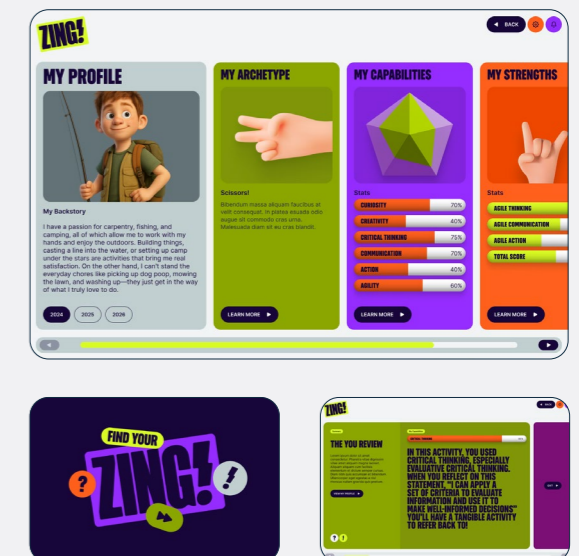 ZING!
BACK
MY PROFILE
My Backstory
I have a passion for carpentry, fishing, and
camping, all of which allow me to work with my
hands and enjoy the outdoors. Building things,
casting a line into the water, or setting up camp
under the stars are activities that bring me real
satisfaction. On the other hand, I can't stand the
everyday chores like picking up dog poop, mowing
the lawn, and washing up—they just get in the way
of what I truly love to do.
2024
2025
2026
MY ARCHETYPE
Scissors!
Bibendum massa aliquam faucibus at
velit consequat. In platea esuada odio
augue sit commodo cras urna.
Malesuada diam sit eu cras blandit.
LEARN MORE
MY CAPABILITIES
Stats
CURIOSITY 70%
CREATIVITY 40%
CRITICAL THINKING 75%
COMMUNICATION 70%
ACTION 40%
AGILITY 60%
LEARN MORE
MY STRENGTHS
Stats
AGILE THINKING
AGILE COMMUNICATION
AGILE ACTION
TOTAL SCORE
LEARN MORE
FIND YOUR
ZING!
?
!
ZING!
BACK
THE YOU REVIEW
CRITICAL THINKING
IN THIS ACTIVITY, YOU USED
CRITICAL THINKING, ESPECIALLY
EVALUATIVE CRITICAL THINKING.
WHEN YOU REFLECT ON THIS
STATEMENT, "I CAN APPLY A
SET OF CRITERIA TO EVALUATE
INFORMATION AND USE IT TO
MAKE WELL-INFORMED DECISIONS"
YOU'LL HAVE A TANGIBLE ACTIVITY
TO REFER BACK TO!